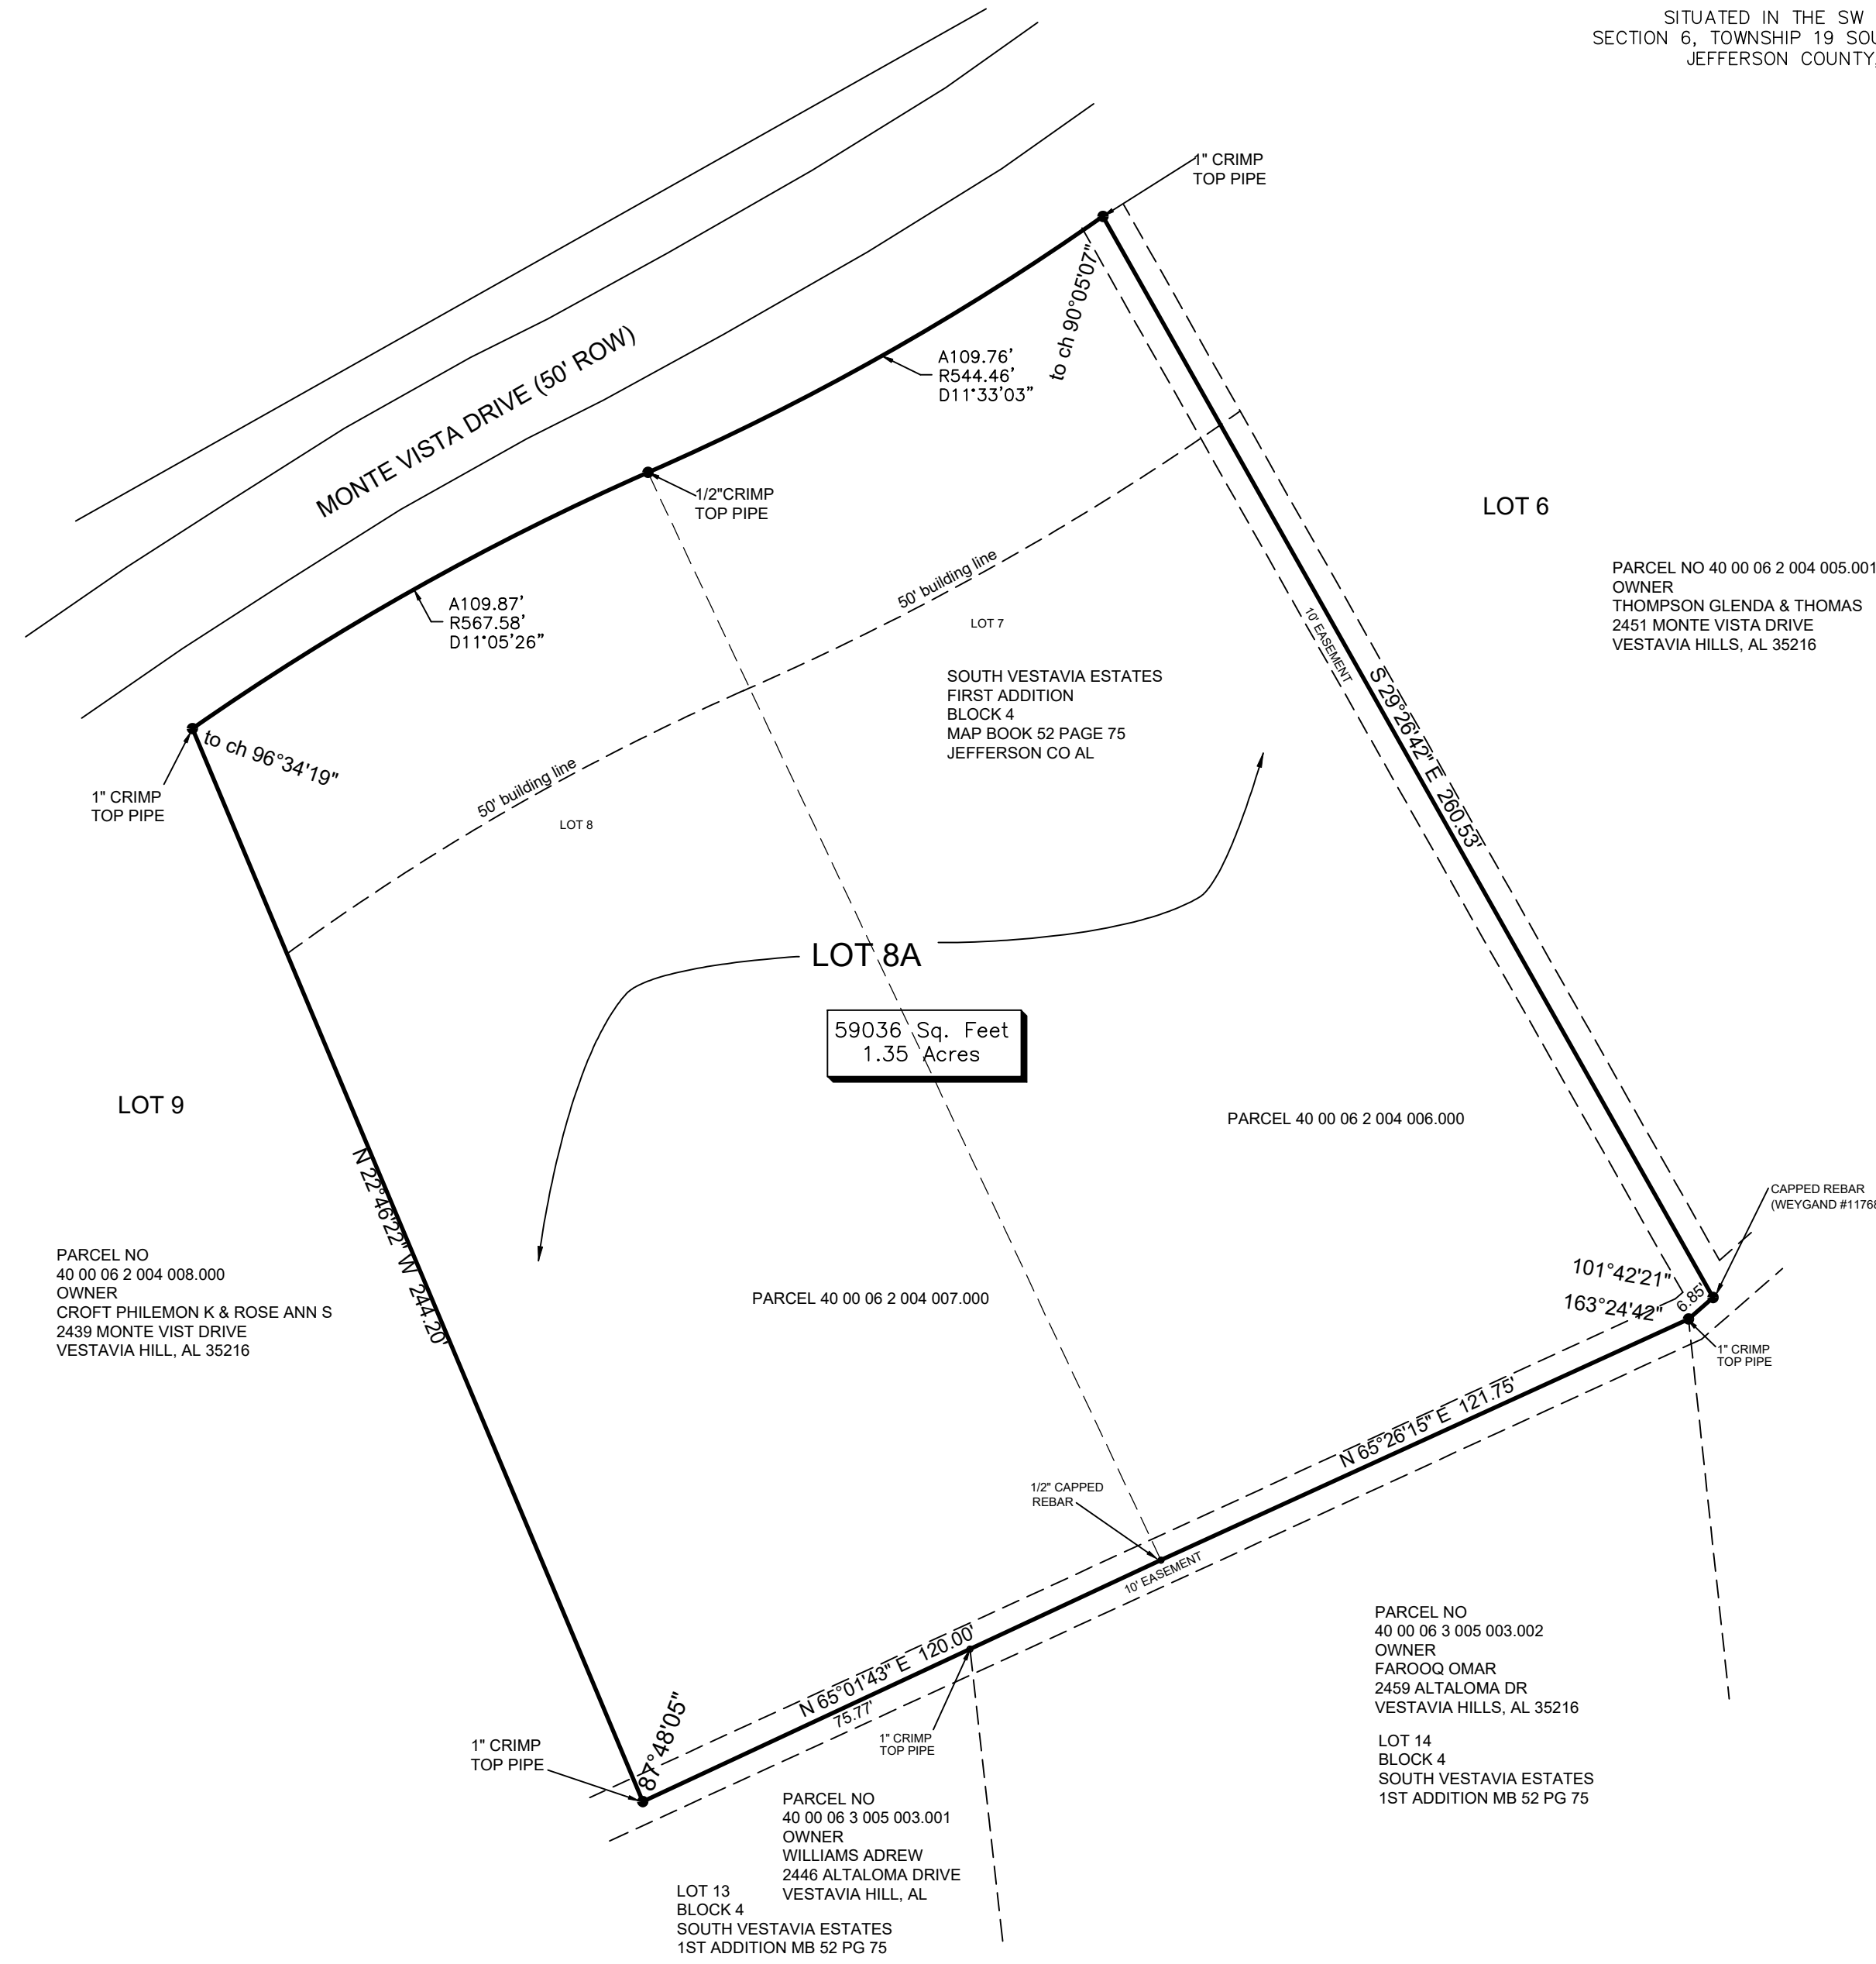 SITUATED IN THE SW
SECTION 6, TOWNSHIP 19
JEFFERSON COUNTY,
1" CRIMP
TOP PIPE
to ch 90°05'07"
A109.76'
R544.46'
D11°33'03"
MONTE VISTA DRIVE (50' ROW)
1/2"CRIMP
TOP PIPE
LOT 6
PARCEL NO 40 00 06 2 004 005.001
OWNER
THOMPSON GLENDA & THOMAS
2451 MONTE VISTA DRIVE
VESTAVIA HILLS, AL 35216
50' building line
LOT 7
A109.87'
R567.58'
D11°05'26"
10' EASEMENT
S 29°26'42" E 260.53'
SOUTH VESTAVIA ESTATES
FIRST ADDITION
BLOCK 4
MAP BOOK 52 PAGE 75
JEFFERSON CO AL
to ch 96°34'19"
1" CRIMP
TOP PIPE
50' building line
LOT 8
LOT 8A
59036 Sq. Feet
1.35 Acres
LOT 9
PARCEL 40 00 06 2 004 006.000
N 22°46'22" W 244.20'
CAPPED REBAR
(WEYGAND #11768
PARCEL NO
40 00 06 2 004 008.000
OWNER
CROFT PHILEMON K & ROSE ANN S
2439 MONTE VIST DRIVE
VESTAVIA HILL, AL 35216
PARCEL 40 00 06 2 004 007.000
101°42'21"
163°24'42"
6.85'
1" CRIMP
TOP PIPE
N 65°26'15" E 121.75'
1/2" CAPPED
REBAR
10' EASEMENT
N 65°01'43" E 120.00'
75.77'
1" CRIMP
TOP PIPE
87°48'05"
1" CRIMP
TOP PIPE
PARCEL NO
40 00 06 3 005 003.002
OWNER
FAROOQ OMAR
2459 ALTALOMA DR
VESTAVIA HILLS, AL 35216
LOT 14
BLOCK 4
SOUTH VESTAVIA ESTATES
1ST ADDITION MB 52 PG 75
PARCEL NO
40 00 06 3 005 003.001
OWNER
WILLIAMS ADREW
2446 ALTALOMA DRIVE
VESTAVIA HILL, AL
LOT 13
BLOCK 4
SOUTH VESTAVIA ESTATES
1ST ADDITION MB 52 PG 75